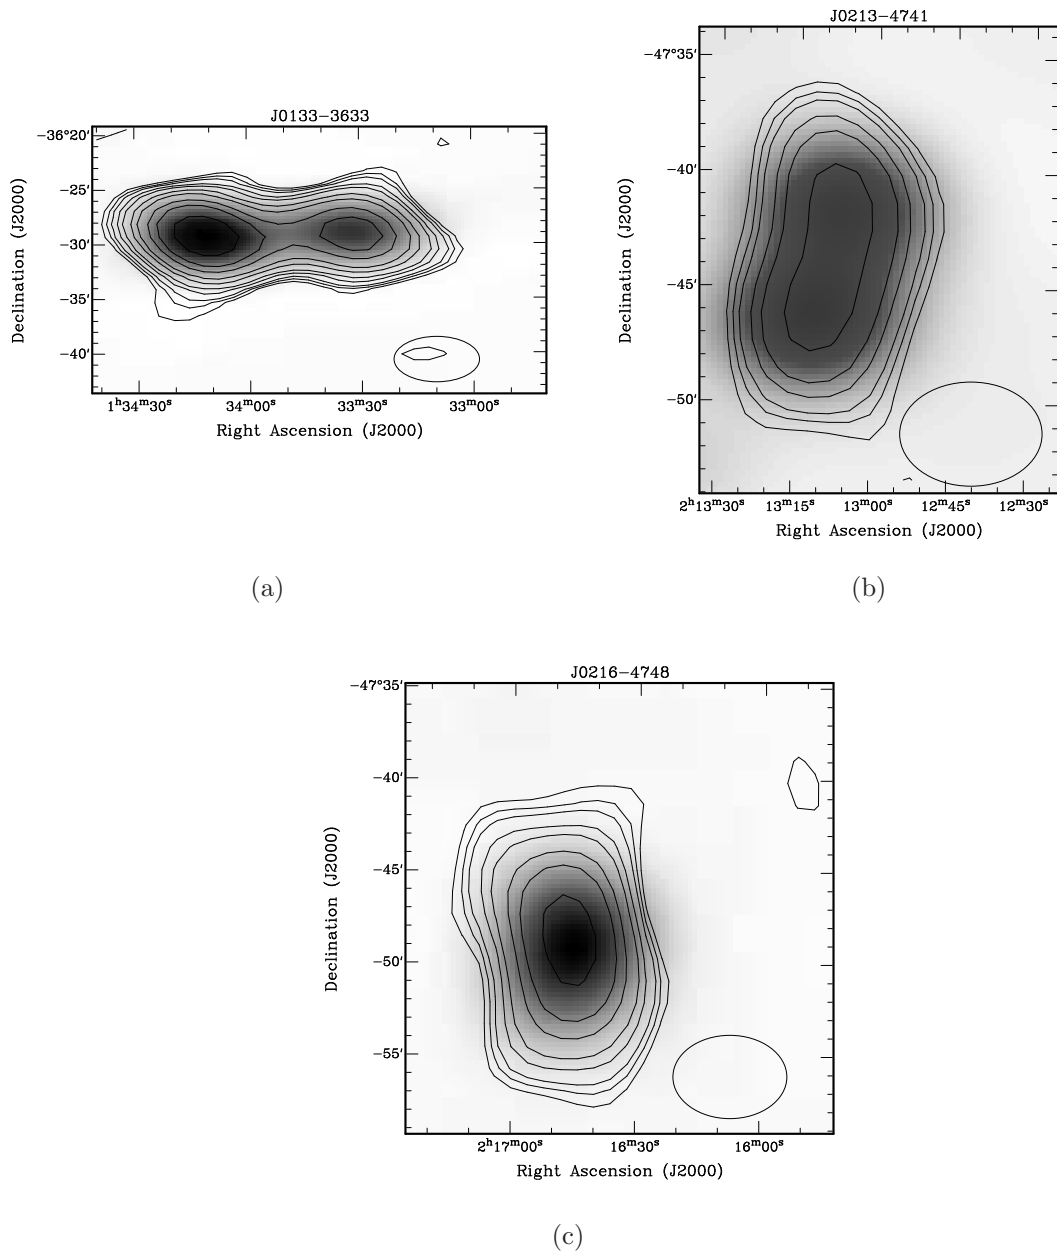 J0133−3633
−36°20′
−25′
−30′
−35′
−40′
Declination (J2000)
1ʰ34ᵐ30ˢ 34ᵐ00ˢ 33ᵐ30ˢ 33ᵐ00ˢ
Right Ascension (J2000)
(a)
J0213−4741
−47°35′
−40′
−45′
−50′
Declination (J2000)
2ʰ13ᵐ30ˢ 13ᵐ15ˢ 13ᵐ00ˢ 12ᵐ45ˢ 12ᵐ30ˢ
Right Ascension (J2000)
(b)
J0216−4748
−47°35′
−40′
−45′
−50′
−55′
Declination (J2000)
2ʰ17ᵐ00ˢ 16ᵐ30ˢ 16ᵐ00ˢ
Right Ascension (J2000)
(c)